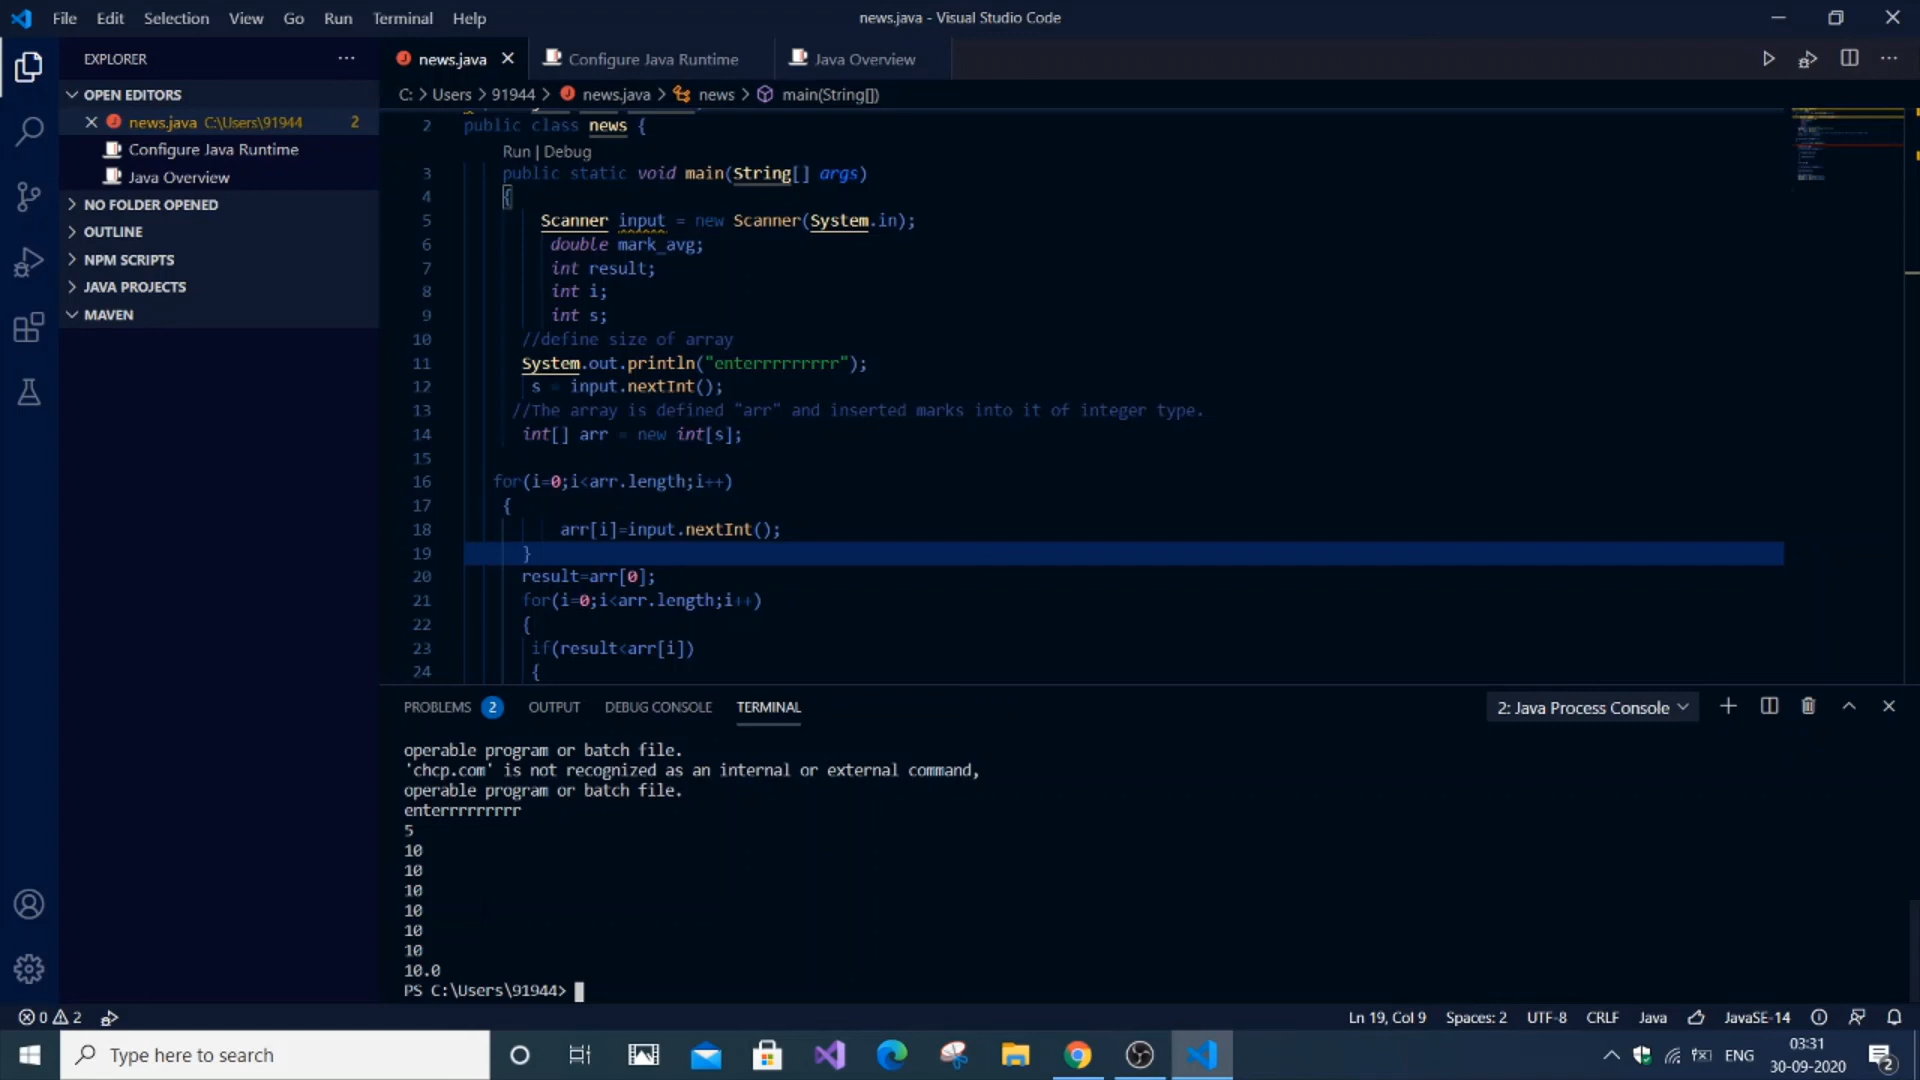 File Edit Selection View Go Run Terminal Help
news.java - Visual Studio Code
EXPLORER
OPEN EDITORS
news.java C:\Users\91944 2
Configure Java Runtime
Java Overview
NO FOLDER OPENED
OUTLINE
NPM SCRIPTS
JAVA PROJECTS
MAVEN
news.java
Configure Java Runtime
Java Overview
C: > Users > 91944 > news.java > news > main(String[])
2 public class news {
Run | Debug
3 public static void main(String[] args)
4 {
5 Scanner input = new Scanner(System.in);
6 double mark_avg;
7 int result;
8 int i;
9 int s;
10 //define size of array
11 System.out.println("enterrrrrrrrr");
12 s = input.nextInt();
13 //The array is defined "arr" and inserted marks into it of integer type.
14 int[] arr = new int[s];
15
16 for(i=0;i<arr.length;i++)
17 {
18 arr[i]=input.nextInt();
19 }
20 result=arr[0];
21 for(i=0;i<arr.length;i++)
22 {
23 if(result<arr[i])
24 {
PROBLEMS 2 OUTPUT DEBUG CONSOLE TERMINAL
2: Java Process Console
operable program or batch file.
'chcp.com' is not recognized as an internal or external command,
operable program or batch file.
enterrrrrrrrr
5
10
10
10
10
10
10
10.0
PS C:\Users\91944>
0 2
Ln 19, Col 9 Spaces: 2 UTF-8 CRLF Java JavaSE-14
Type here to search
ENG
03:31
30-09-2020
2